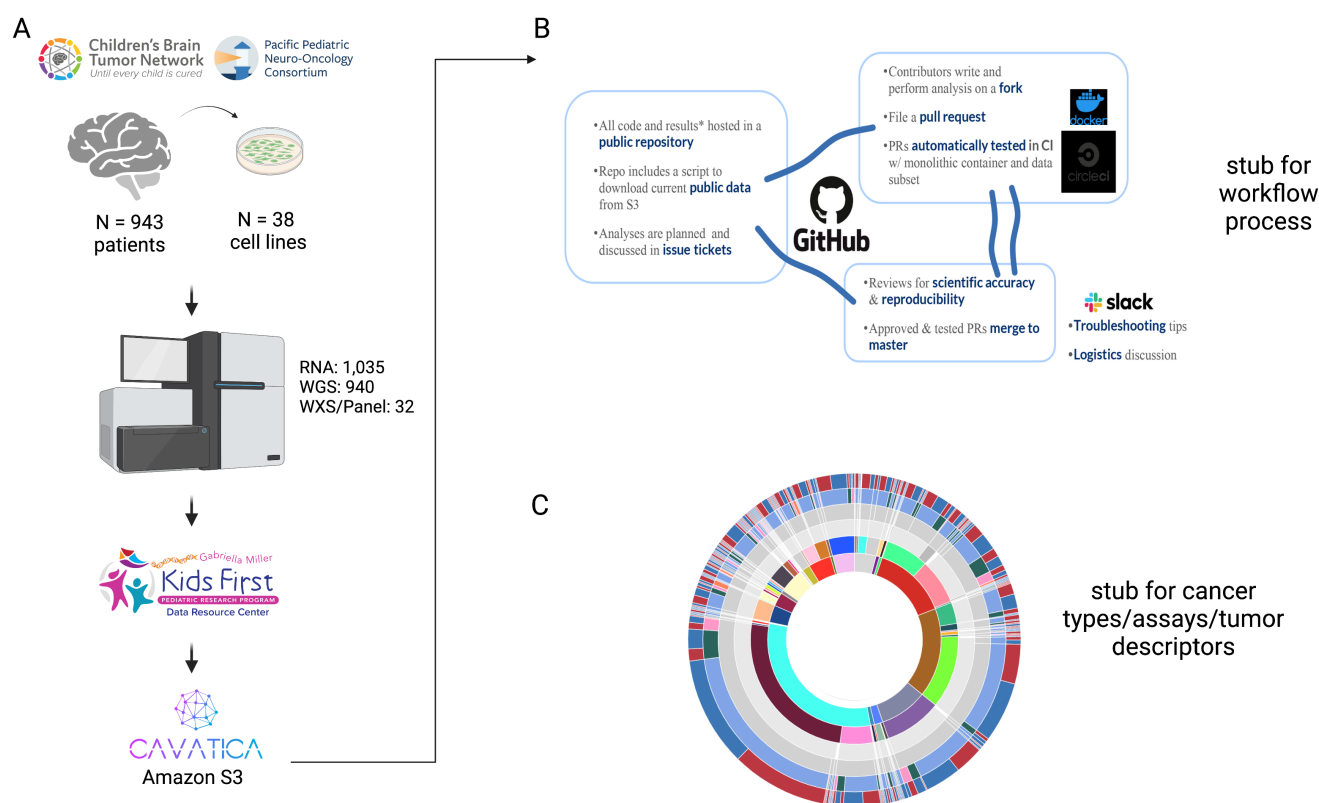 A
Children's Brain
Tumor Network
Until every child is cured
Pacific Pediatric
Neuro-Oncology
Consortium
N = 943
patients
N = 38
cell lines
RNA: 1,035
WGS: 940
WXS/Panel: 32
Gabriella Miller
Kids First
PEDIATRIC RESEARCH PROGRAM
Data Resource Center
CAVATICA
Amazon S3
B
•All code and results* hosted in a
public repository
•Repo includes a script to
download current public data
from S3
•Analyses are planned and
discussed in issue tickets
GitHub
•Contributors write and
perform analysis on a fork
•File a pull request
•PRs automatically tested in CI
w/ monolithic container and data
subset
docker
circleci
•Reviews for scientific accuracy
& reproducibility
•Approved & tested PRs merge to
master
slack
•Troubleshooting tips
•Logistics discussion
stub for
workflow
process
C
stub for cancer
types/assays/tumor
descriptors